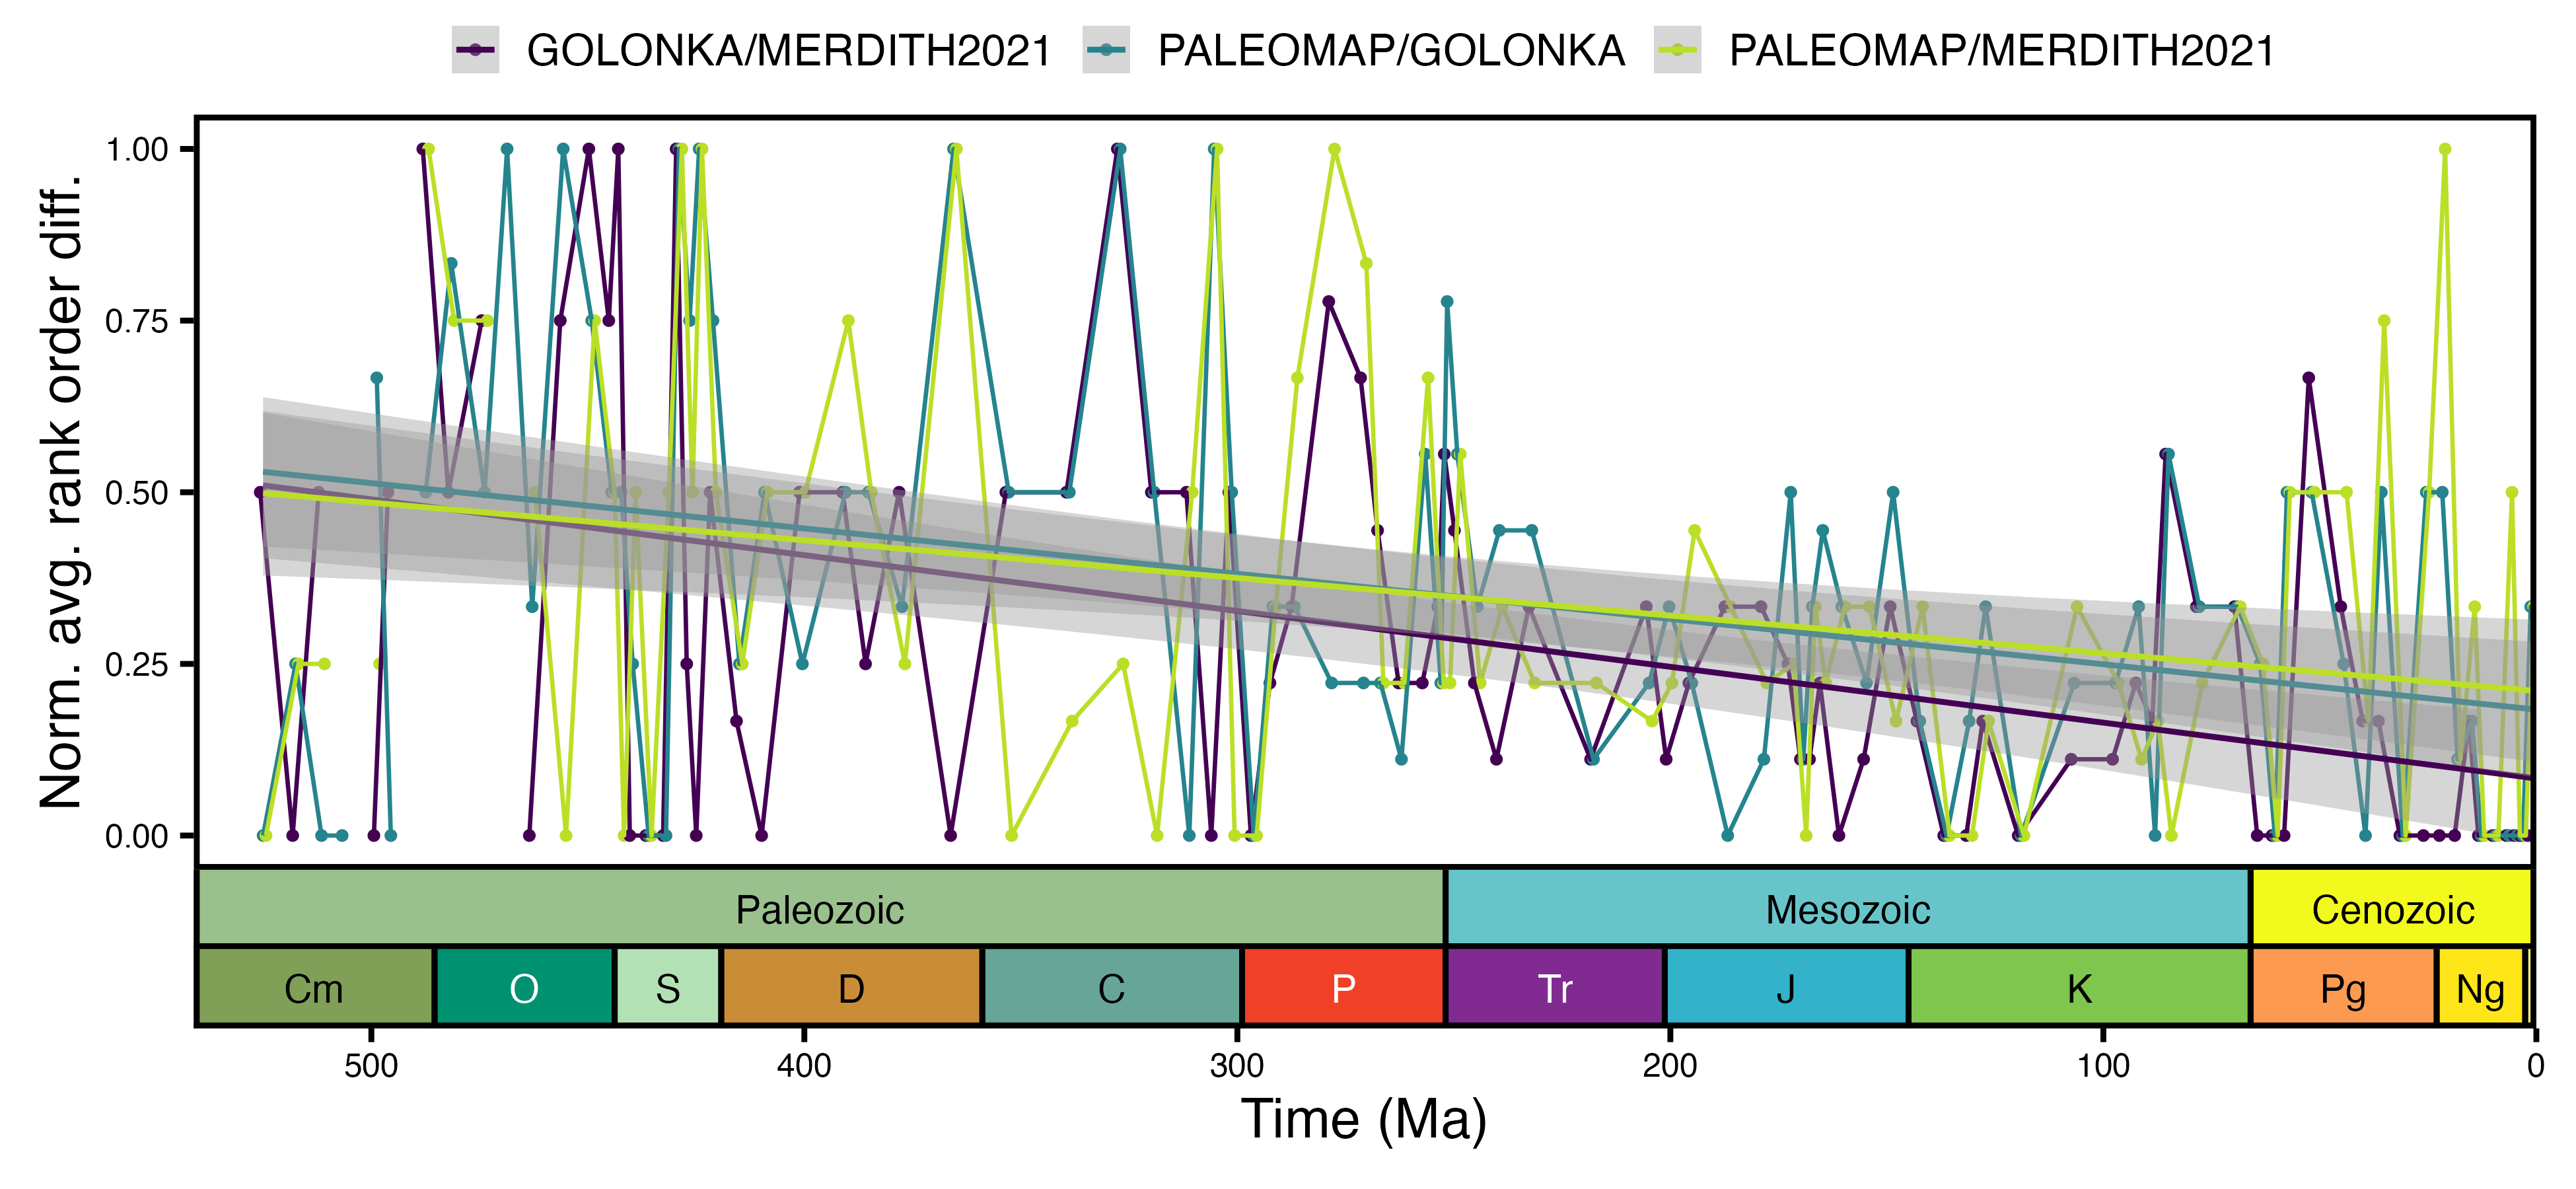 GOLONKA/MERDITH2021 PALEOMAP/GOLONKA PALEOMAP/MERDITH2021
Norm. avg. rank order diff.
1.00
0.75
0.50
0.25
0.00
Paleozoic Mesozoic Cenozoic
Cm O S D C P Tr J K Pg Ng
500 400 300 200 100 0
Time (Ma)